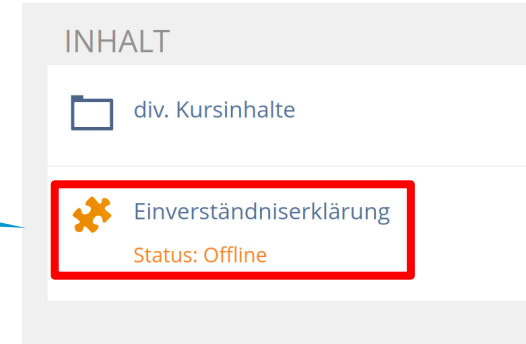 INHALT
div. Kursinhalte
Einverständniserklärung
Status: Offline